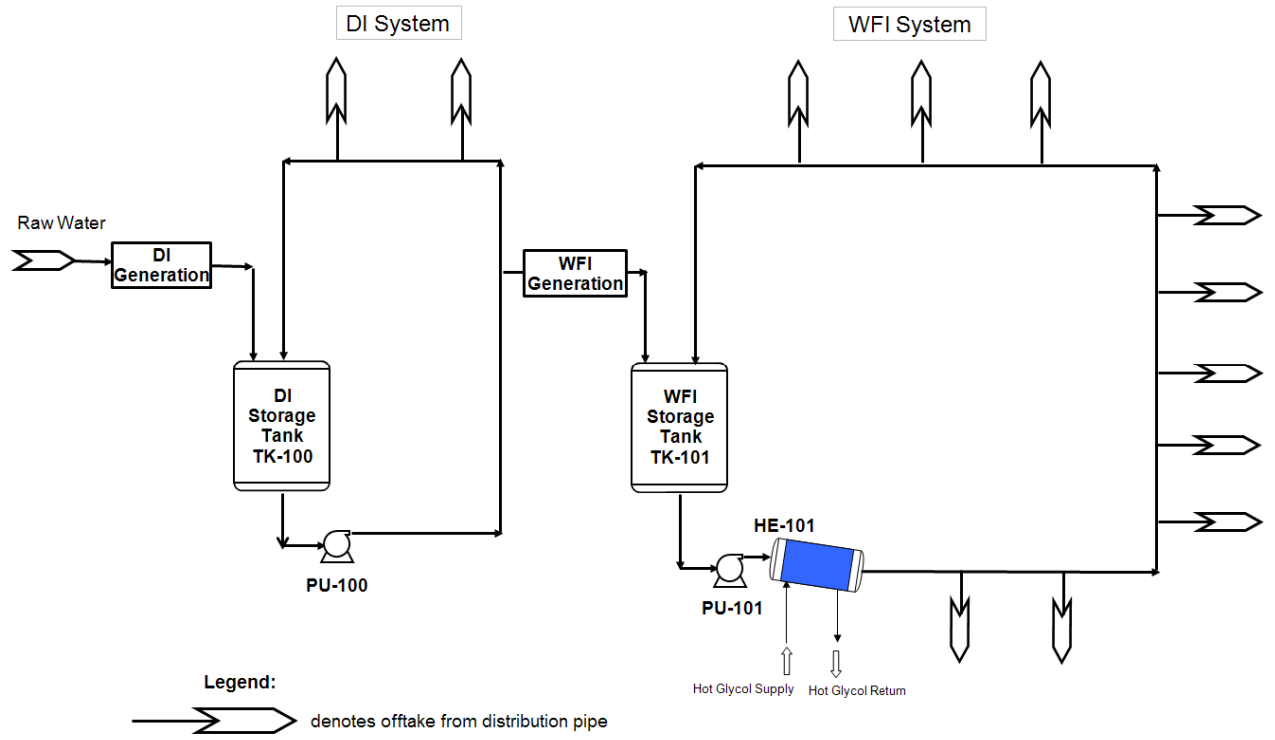 DI System
WFI System
Raw Water
DI
Generation
WFI
Generation
DI
Storage
Tank
TK-100
WFI
Storage
Tank
TK-101
HE-101
PU-100
PU-101
Hot Glycol Supply
Hot Glycol Return
Legend:
denotes offtake from distribution pipe